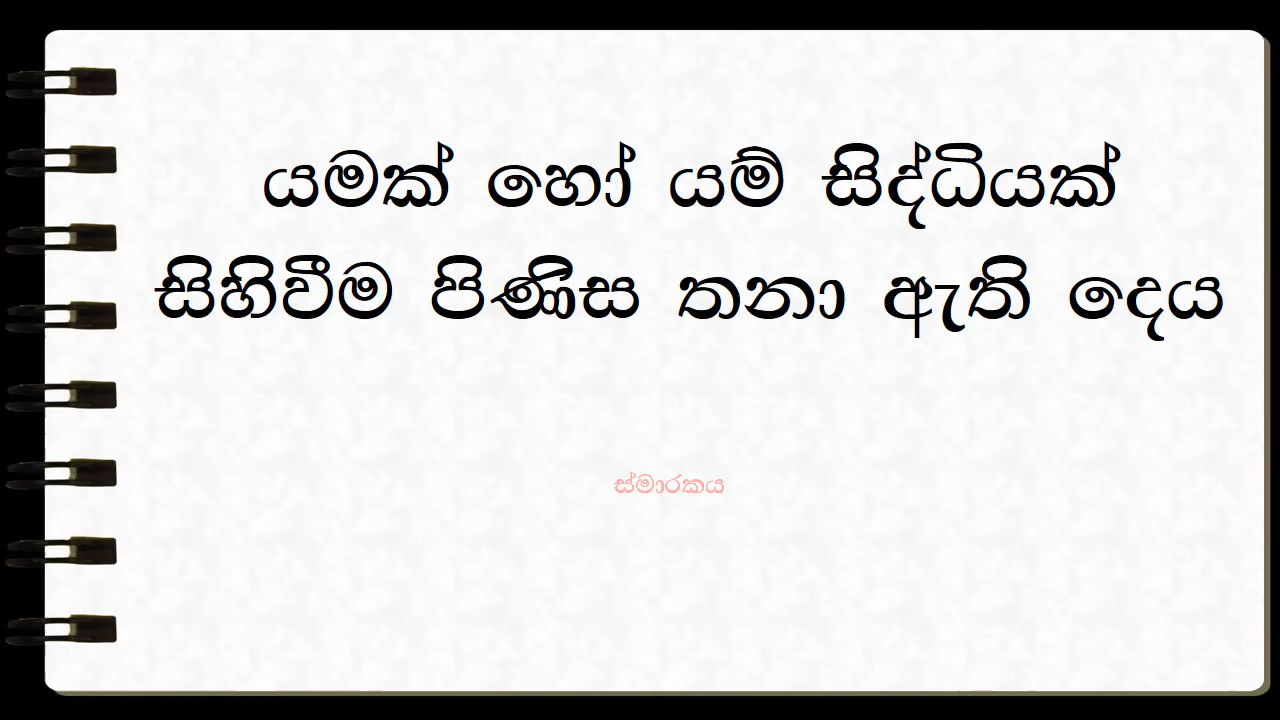 යමක් හෝ යම් සිද්ධියක්
සිහිවීම පිණිස තනා ඇති දෙය
ස්මාරකය